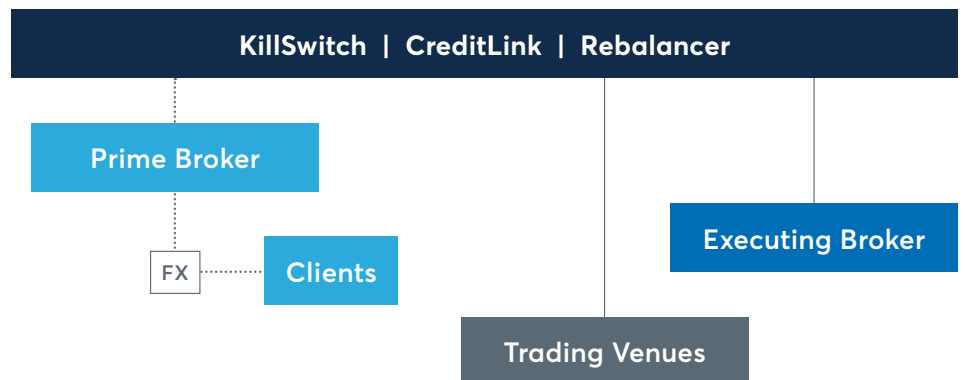 KillSwitch | CreditLink | Rebalancer
Prime Broker
Executing Broker
FX
Clients
Trading Venues